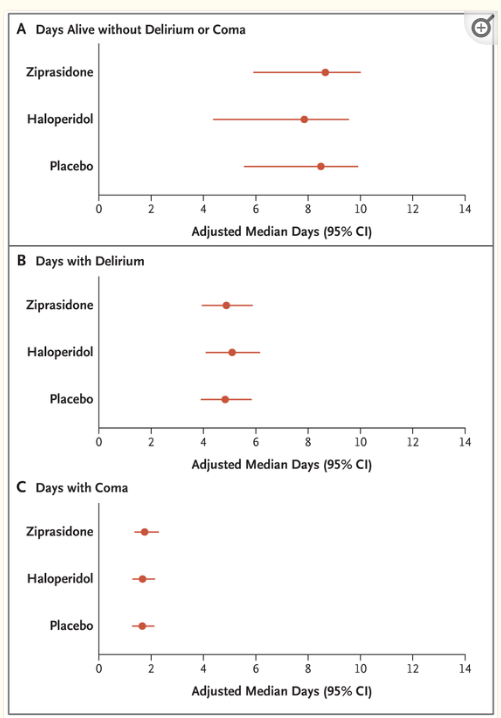 A Days Alive without Delirium or Coma
Ziprasidone
Haloperidol
Placebo
0 2 4 6 8 10 12 14
Adjusted Median Days (95% CI)
B Days with Delirium
Ziprasidone
Haloperidol
Placebo
0 2 4 6 8 10 12 14
Adjusted Median Days (95% CI)
C Days with Coma
Ziprasidone
Haloperidol
Placebo
0 2 4 6 8 10 12 14
Adjusted Median Days (95% CI)